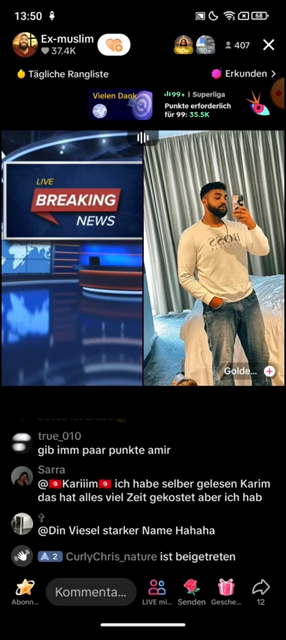 13:50
68
Ex-muslim
37.4K
10+
407
Tägliche Rangliste
Erkunden >
Vielen Dank
99+ | Superliga
Punkte erforderlich
für 99: 35.5K
LIVE
BREAKING
NEWS
BOSS
Golde...
true_010
gib imm paar punkte amir
Sarra
@🇹🇳Kariiim🇹🇳 ich habe selber gelesen Karim
das hat alles viel Zeit gekostet aber ich hab
✞
@Din Viesel starker Name Hahaha
A 2 CurlyChris_nature ist beigetreten
Abonn...
Kommenta...
LIVE mi...
Senden
Gesche...
12